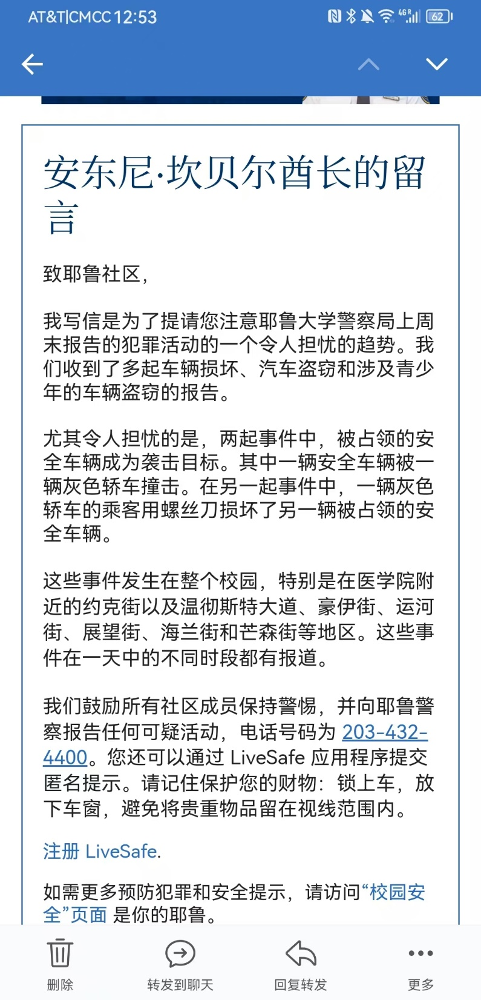 AT&T|CMCC 12:53
4G R
62
安东尼·坎贝尔酋长的留
言
致耶鲁社区，
我写信是为了提请您注意耶鲁大学警察局上周
末报告的犯罪活动的一个令人担忧的趋势。我
们收到了多起车辆损坏、汽车盗窃和涉及青少
年的车辆盗窃的报告。
尤其令人担忧的是，两起事件中，被占领的安
全车辆成为袭击目标。其中一辆安全车辆被一
辆灰色轿车撞击。在另一起事件中，一辆灰色
轿车的乘客用螺丝刀损坏了另一辆被占领的安
全车辆。
这些事件发生在整个校园，特别是在医学院附
近的约克街以及温彻斯特大道、豪伊街、运河
街、展望街、海兰街和芒森街等地区。这些事
件在一天中的不同时段都有报道。
我们鼓励所有社区成员保持警惕，并向耶鲁警
察报告任何可疑活动，电话号码为 203-432-
4400。您还可以通过 LiveSafe 应用程序提交
匿名提示。请记住保护您的财物：锁上车，放
下车窗，避免将贵重物品留在视线范围内。
注册 LiveSafe.
如需更多预防犯罪和安全提示，请访问“校园安
全”页面 是你的耶鲁。
删除
转发到聊天
回复转发
更多